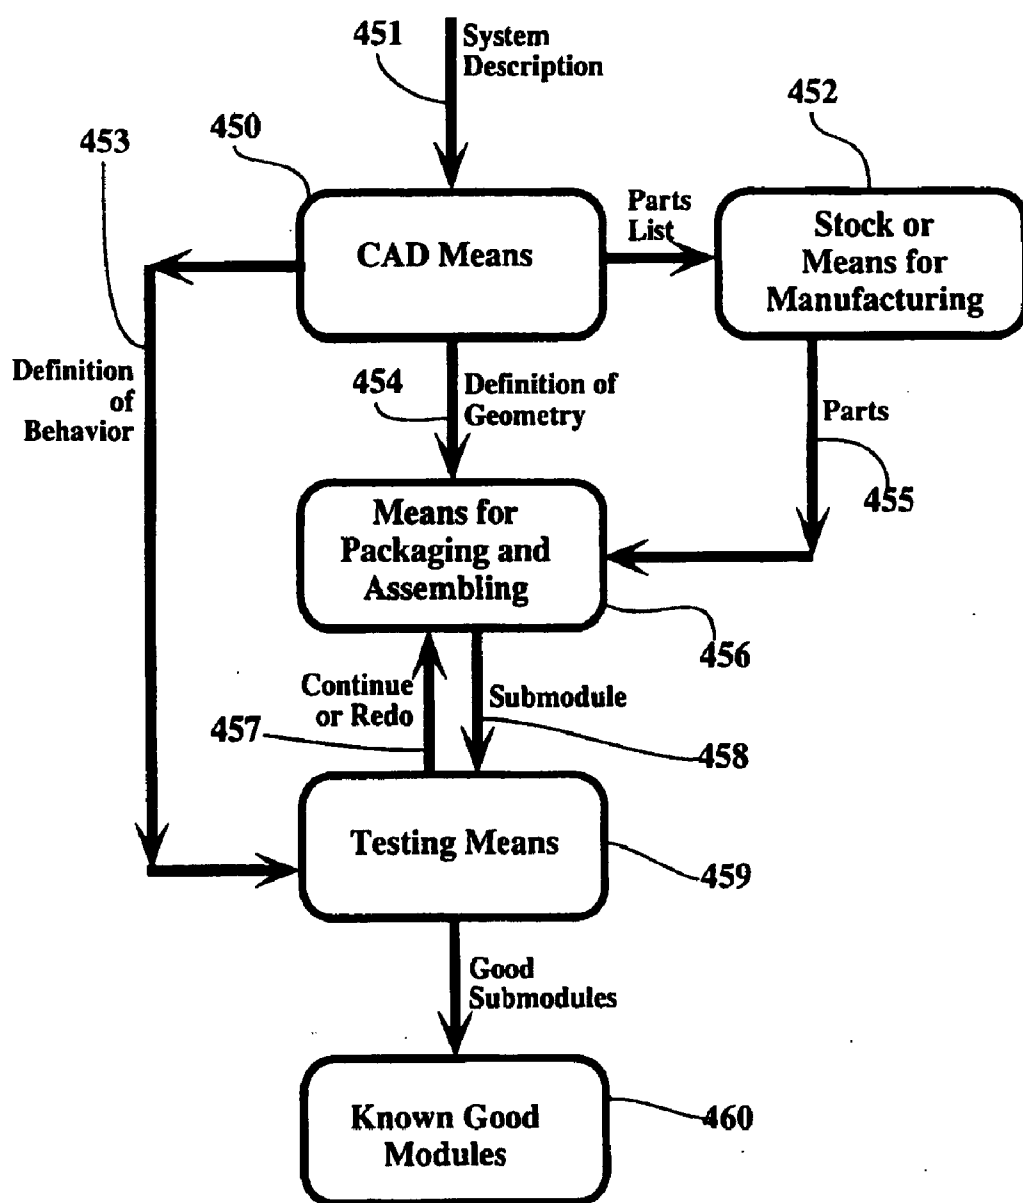 451
System
Description
453
450
452
CAD Means
Parts
List
Stock or
Means for
Manufacturing
Definition
of
Behavior
454
Definition of
Geometry
Parts
455
Means for
Packaging and
Assembling
456
Continue
or Redo
457
Submodule
458
Testing Means
459
Good
Submodules
Known Good
Modules
460